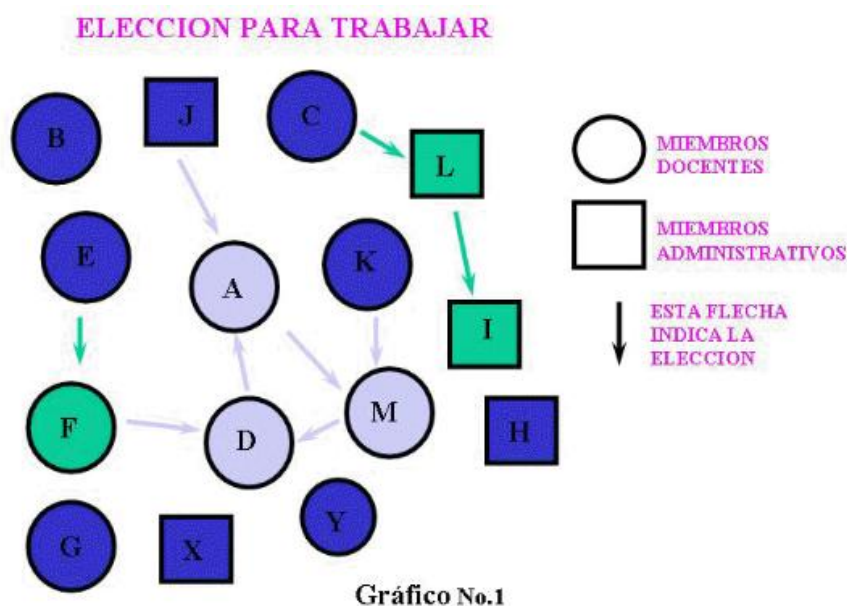 ELECCION PARA TRABAJAR
B
J
C
L
MIEMBROS
DOCENTES
E
A
K
MIEMBROS
ADMINISTRATIVOS
I
ESTA FLECHA
INDICA LA
ELECCION
F
D
M
H
G
X
Y
Gráfico No.1